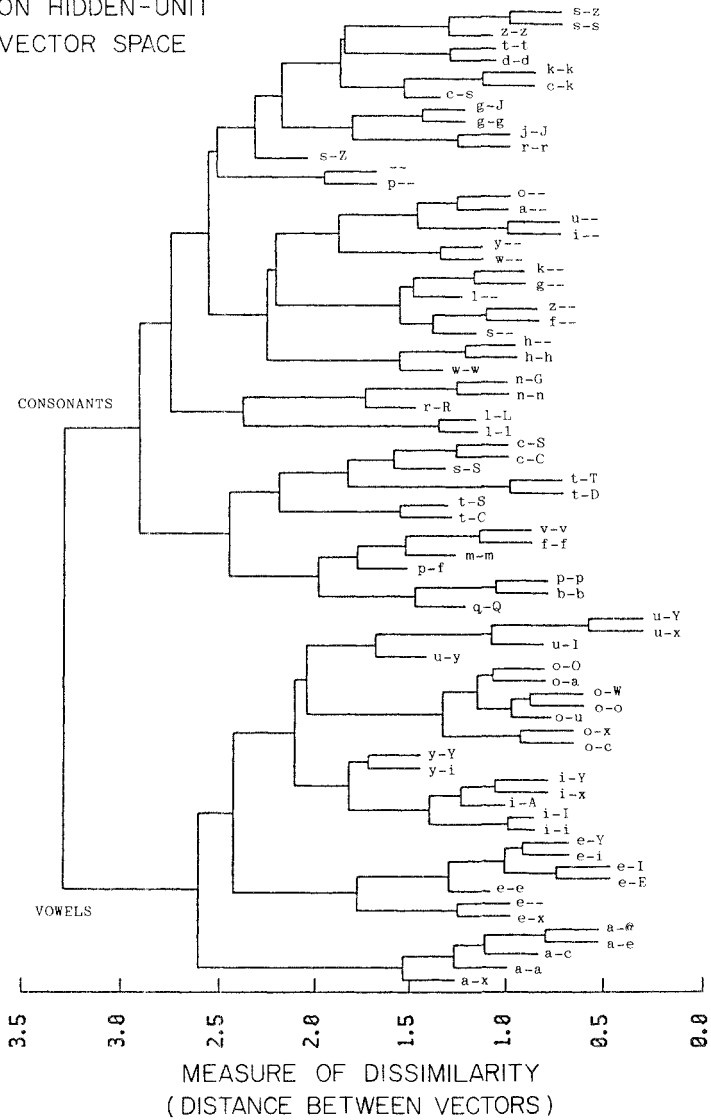 ON HIDDEN-UNIT
VECTOR SPACE
s-Z
s-s
z-z
t-t
d-d
k-k
c-k
c-s
g-J
g-g
j-J
r-r
s-Z
--
p--
o--
a--
u--
i--
y--
w--
k--
g--
l--
z--
f--
s--
h--
h-h
w-w
n-G
n-n
r-R
CONSONANTS
l-L
l-l
c-S
c-C
s-S
t-T
t-D
t-S
t-C
v-v
f-f
m-m
p-f
p-p
b-b
q-Q
u-Y
u-x
u-I
u-y
o-O
o-a
o-W
o-o
o-u
o-x
o-c
y-Y
y-i
i-Y
i-x
i-A
i-I
i-i
e-Y
e-i
e-I
e-E
e-e
e--
VOWELS
e-x
a-@
a-e
a-c
a-a
a-x
3.5 3.0 2.5 2.0 1.5 1.0 0.5 0.0
MEASURE OF DISSIMILARITY
(DISTANCE BETWEEN VECTORS)